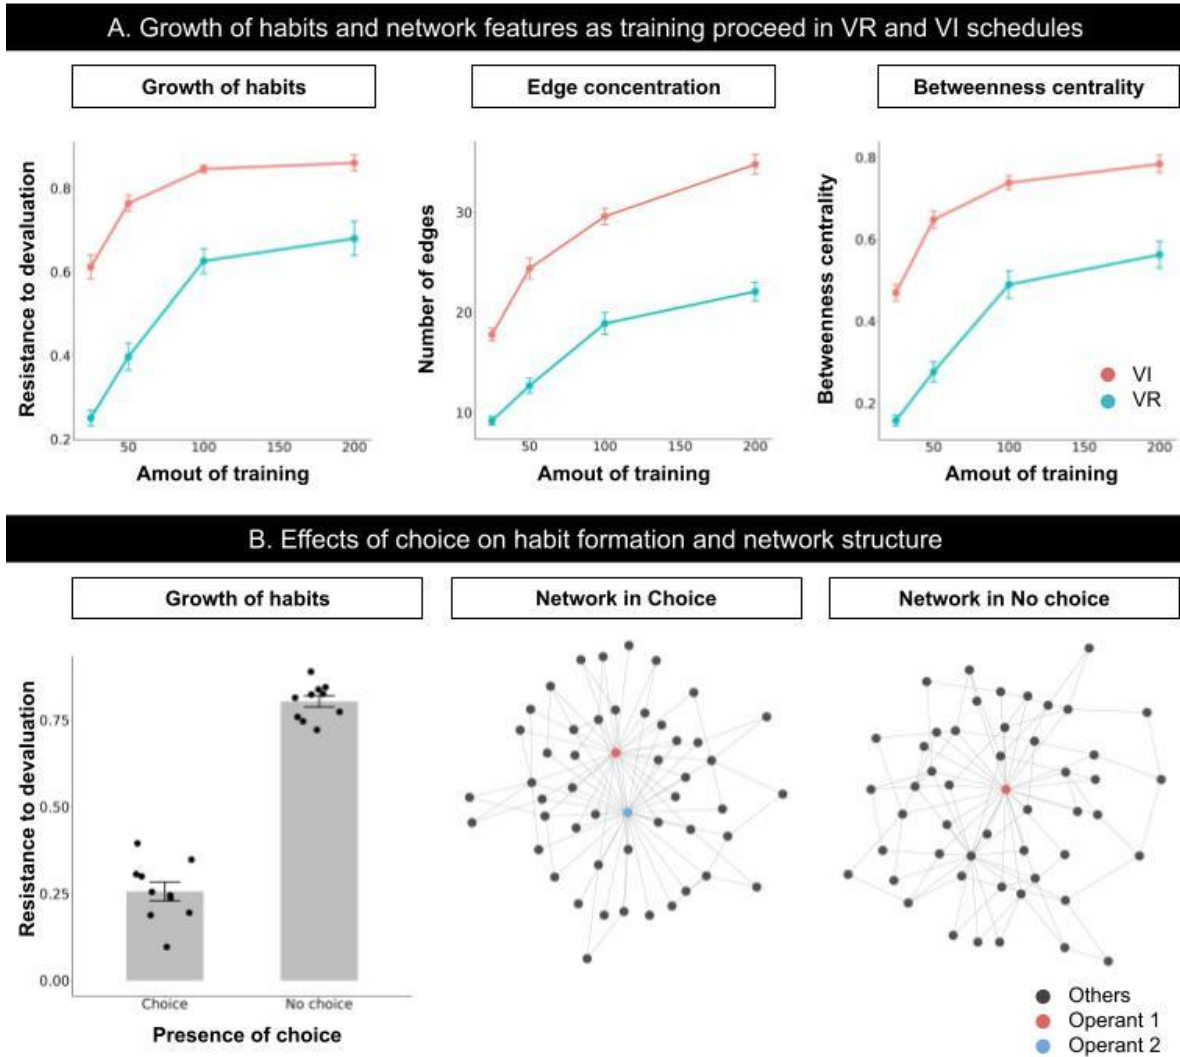 A. Growth of habits and network features as training proceed in VR and VI schedules
Growth of habits
Edge concentration
Betweenness centrality
Resistance to devaluation
0.8
0.6
0.4
0.2
50
100
150
200
Amout of training
Number of edges
30
20
10
50
100
150
200
Amout of training
Betweenness centrality
0.8
0.6
0.4
0.2
50
100
150
200
Amout of training
VI
VR
B. Effects of choice on habit formation and network structure
Growth of habits
Network in Choice
Network in No choice
Resistance to devaluation
0.75
0.50
0.25
0.00
Choice
No choice
Presence of choice
Others
Operant 1
Operant 2